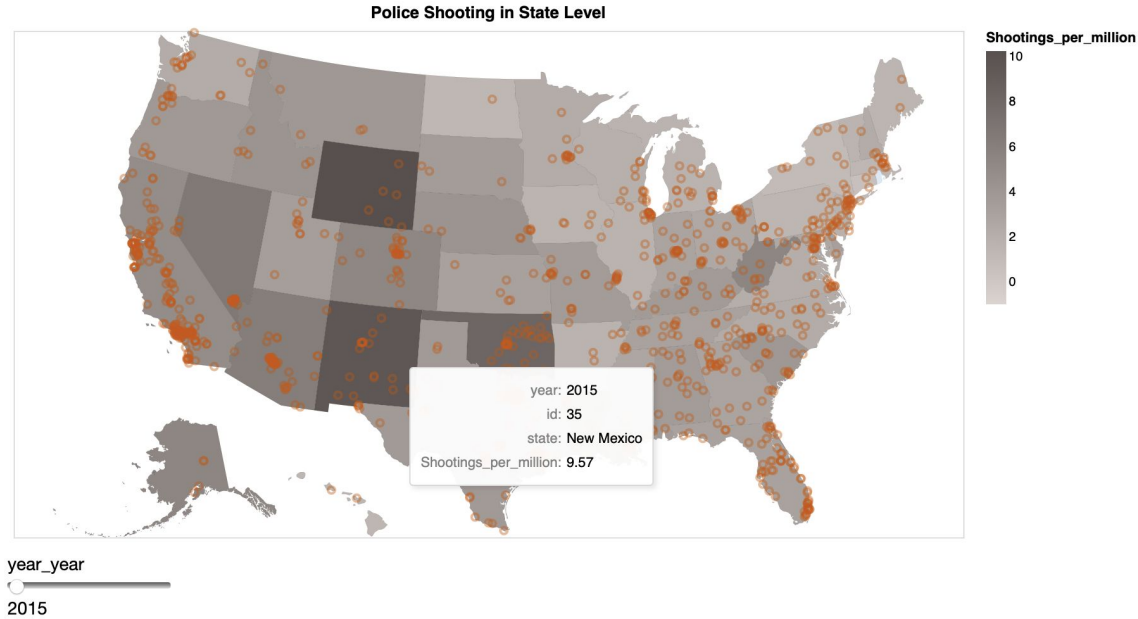 Police Shooting in State Level
Shootings_per_million
10
8
6
4
2
0
year: 2015
id: 35
state: New Mexico
Shootings_per_million: 9.57
year_year
2015